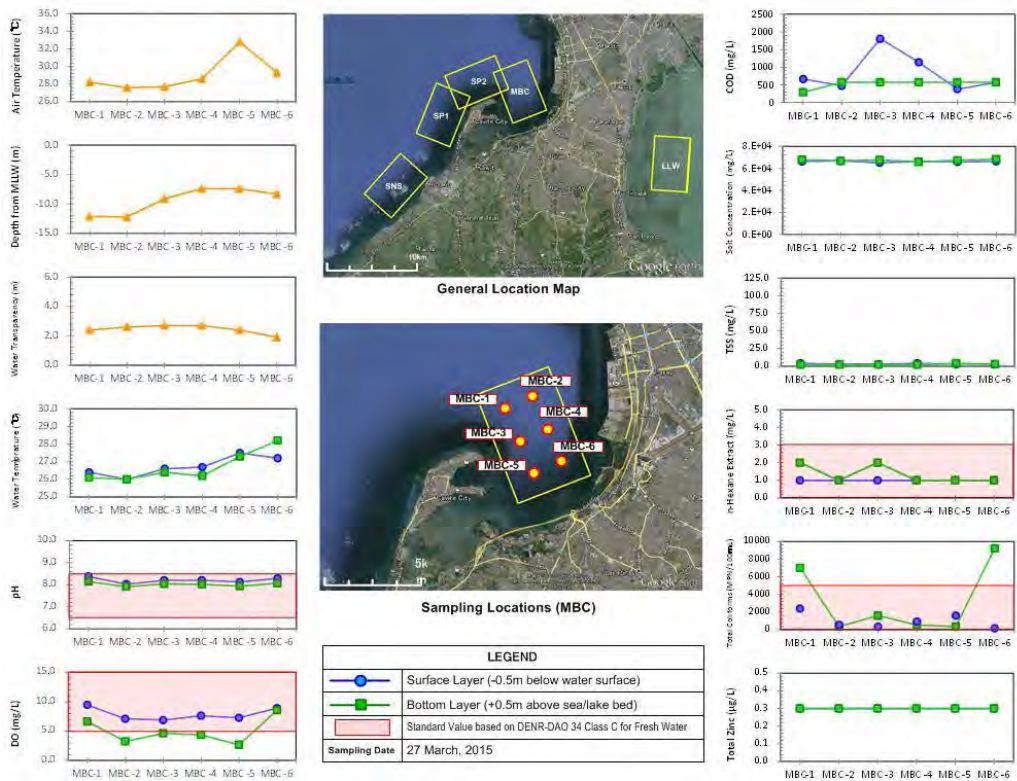 Air Temperature (℃)
36.0
34.0
32.0
30.0
28.0
26.0
MBC-1 MBC-2 MBC-3 MBC-4 MBC-5 MBC-6
Depth from MLLW (m)
0.0
-5.0
-10.0
-15.0
MBC-1 MBC-2 MBC-3 MBC-4 MBC-5 MBC-6
Water Transparency (m)
6.0
4.0
2.0
0.0
MBC-1 MBC-2 MBC-3 MBC-4 MBC-5 MBC-6
Water Temperature (℃)
30.0
29.0
28.0
27.0
26.0
25.0
MBC-1 MBC-2 MBC-3 MBC-4 MBC-5 MBC-6
pH
10.0
9.0
8.0
7.0
6.0
MBC-1 MBC-2 MBC-3 MBC-4 MBC-5 MBC-6
DO (mg/L)
15.0
10.0
5.0
0.0
MBC-1 MBC-2 MBC-3 MBC-4 MBC-5 MBC-6
SP2
MBC
SP1
SNS
LLW
Cavite City
10km
Google earth
General Location Map
MBC-2
MBC-1
MBC-4
MBC-3
MBC-6
MBC-5
Cavite City
5k
m
Google earth
Sampling Locations (MBC)
LEGEND
Surface Layer (-0.5m below water surface)
Bottom Layer (+0.5m above sea/lake bed)
Standard Value based on DENR-DAO 34 Class C for Fresh Water
Sampling Date 27 March, 2015
COD (mg/L)
2500
2000
1500
1000
500
0
MBC-1 MBC-2 MBC-3 MBC-4 MBC-5 MBC-6
Salt Concentration (mg/L)
8.E+04
6.E+04
4.E+04
2.E+04
0.E+00
MBC-1 MBC-2 MBC-3 MBC-4 MBC-5 MBC-6
TSS (mg/L)
125.0
100.0
75.0
50.0
25.0
0.0
MBC-1 MBC-2 MBC-3 MBC-4 MBC-5 MBC-6
n-Hexane Extract (mg/L)
5.0
4.0
3.0
2.0
1.0
0.0
MBC-1 MBC-2 MBC-3 MBC-4 MBC-5 MBC-6
Total Coliforms (MPN/100ml)
10000
8000
6000
4000
2000
0
MBC-1 MBC-2 MBC-3 MBC-4 MBC-5 MBC-6
Total Zinc (µg/L)
0.5
0.4
0.3
0.2
0.1
0.0
MBC-1 MBC-2 MBC-3 MBC-4 MBC-5 MBC-6